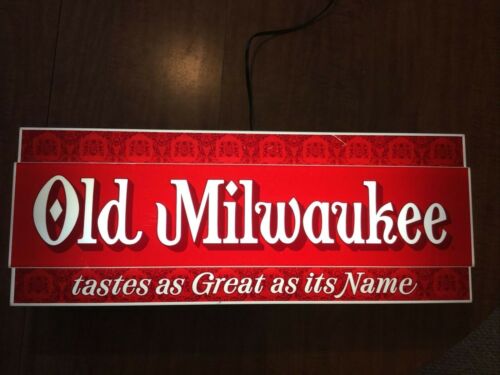 Old Milwaukee
tastes as Great as its Name